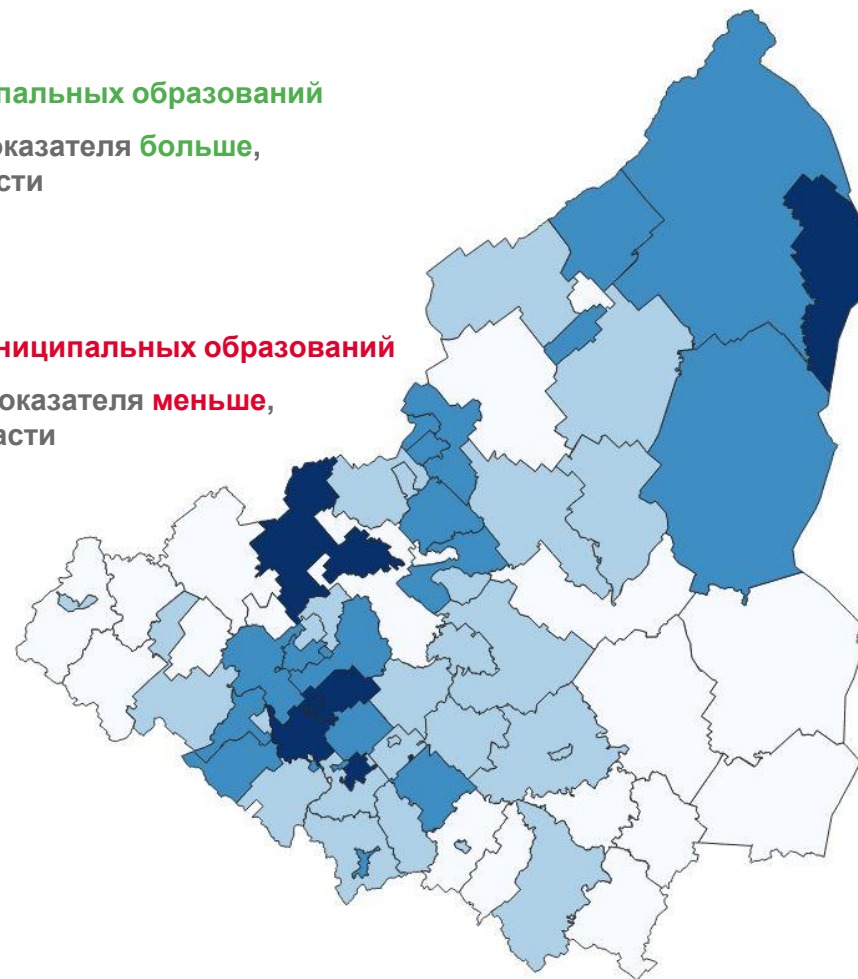 пальных образований
оказателя больше,
сти
ниципальных образований
оказателя меньше,
асти